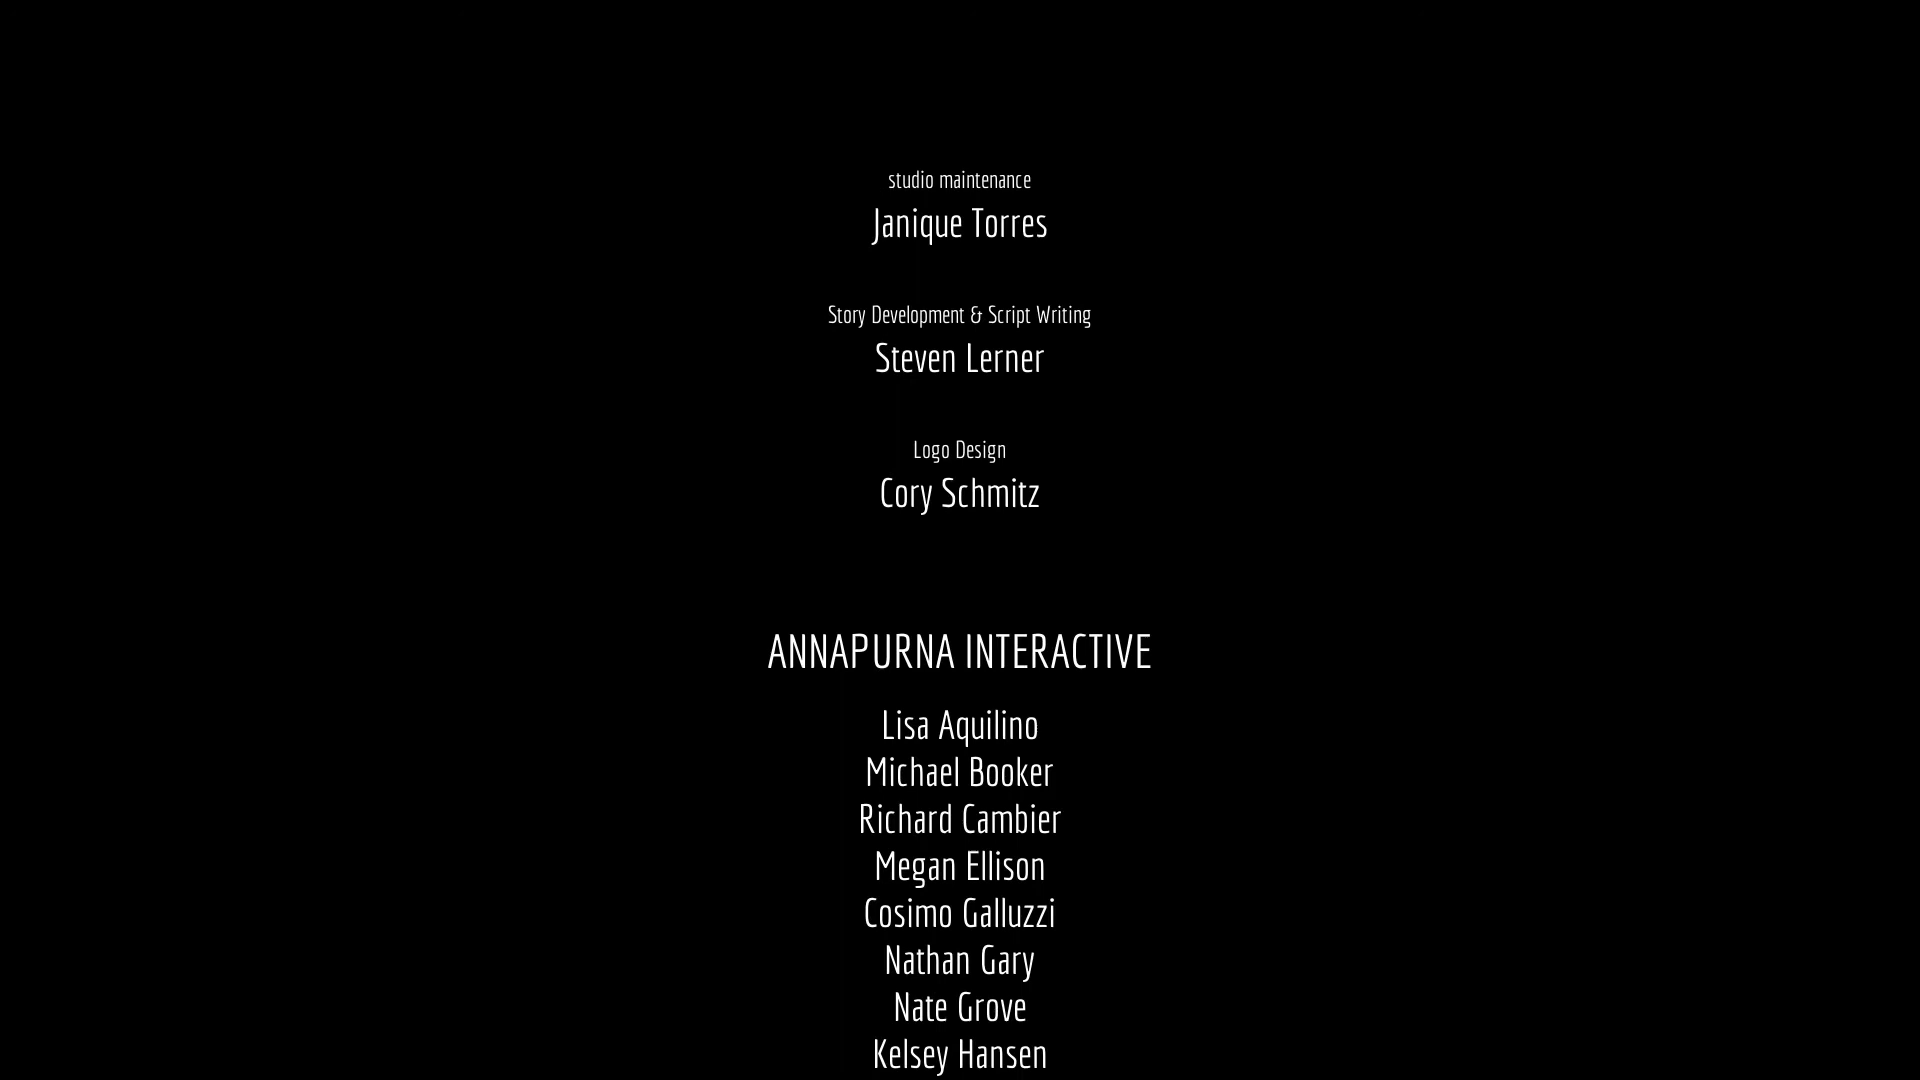 studio maintenance
Janique Torres
Story Development & Script Writing
Steven Lerner
Logo Design
Cory Schmitz
ANNAPURNA INTERACTIVE
Lisa Aquilino
Michael Booker
Richard Cambier
Megan Ellison
Cosimo Galluzzi
Nathan Gary
Nate Grove
Kelsey Hansen